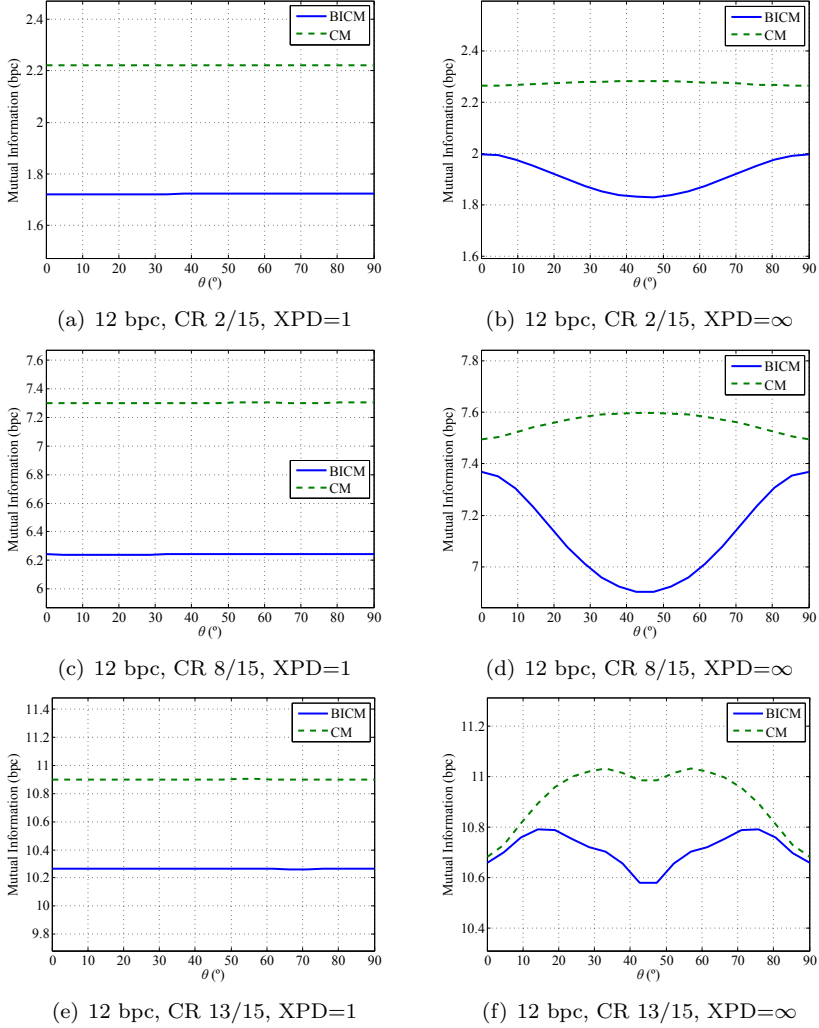 BICM
CM
Mutual Information (bpc)
2.4
2.2
2
1.8
1.6
0 10 20 30 40 50 60 70 80 90
θ (º)
(a) 12 bpc, CR 2/15, XPD=1
BICM
CM
Mutual Information (bpc)
2.4
2.2
2
1.8
1.6
0 10 20 30 40 50 60 70 80 90
θ (º)
(b) 12 bpc, CR 2/15, XPD=∞
BICM
CM
Mutual Information (bpc)
7.6
7.4
7.2
7
6.8
6.6
6.4
6.2
6
0 10 20 30 40 50 60 70 80 90
θ (º)
(c) 12 bpc, CR 8/15, XPD=1
BICM
CM
Mutual Information (bpc)
7.8
7.6
7.4
7.2
7
0 10 20 30 40 50 60 70 80 90
θ (º)
(d) 12 bpc, CR 8/15, XPD=∞
BICM
CM
Mutual Information (bpc)
11.4
11.2
11
10.8
10.6
10.4
10.2
10
9.8
0 10 20 30 40 50 60 70 80 90
θ (º)
(e) 12 bpc, CR 13/15, XPD=1
BICM
CM
Mutual Information (bpc)
11.2
11
10.8
10.6
10.4
0 10 20 30 40 50 60 70 80 90
θ (º)
(f) 12 bpc, CR 13/15, XPD=∞